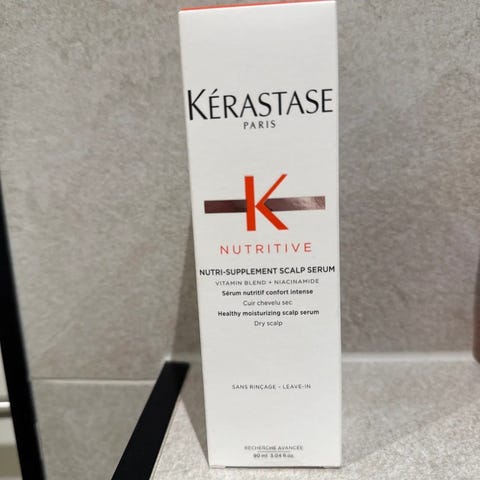 KÉRASTASE
PARIS
K
NUTRITIVE
NUTRI-SUPPLEMENT SCALP SERUM
VITAMIN BLEND + NIACINAMIDE
Sérum nutritif confort intense
Cuir chevelu sec
Healthy moisturizing scalp serum
Dry scalp
SANS RINÇAGE - LEAVE-IN
RECHERCHE AVANCÉE
90 ml 3.04 fl.oz.